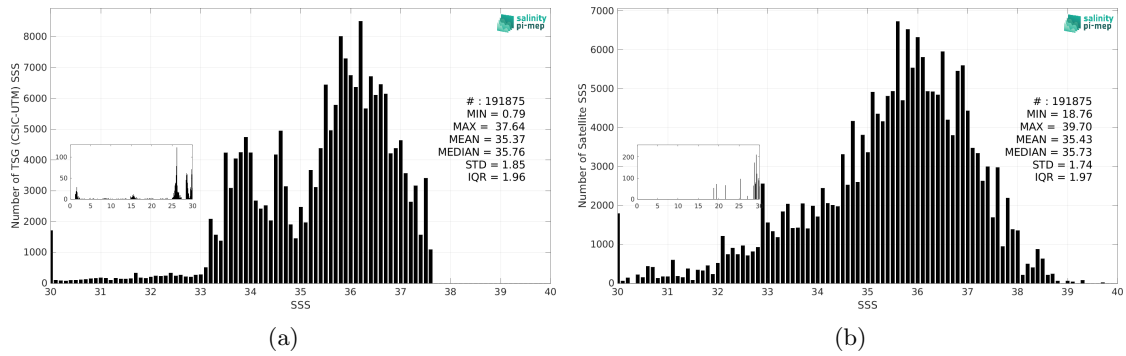 salinity
pi-mep
Number of TSG (CSIC-UTM) SSS
8000
7000
6000
5000
4000
3000
2000
1000
0
# : 191875
MIN = 0.79
MAX = 37.64
MEAN = 35.37
MEDIAN = 35.76
STD = 1.85
IQR = 1.96
100
50
0
0 5 10 15 20 25 30
30 31 32 33 34 35 36 37 38 39 40
SSS
(a)
salinity
pi-mep
Number of Satellite SSS
7000
6000
5000
4000
3000
2000
1000
0
# : 191875
MIN = 18.76
MAX = 39.70
MEAN = 35.43
MEDIAN = 35.73
STD = 1.74
IQR = 1.97
200
100
0
0 5 10 15 20 25 30
30 31 32 33 34 35 36 37 38 39 40
SSS
(b)